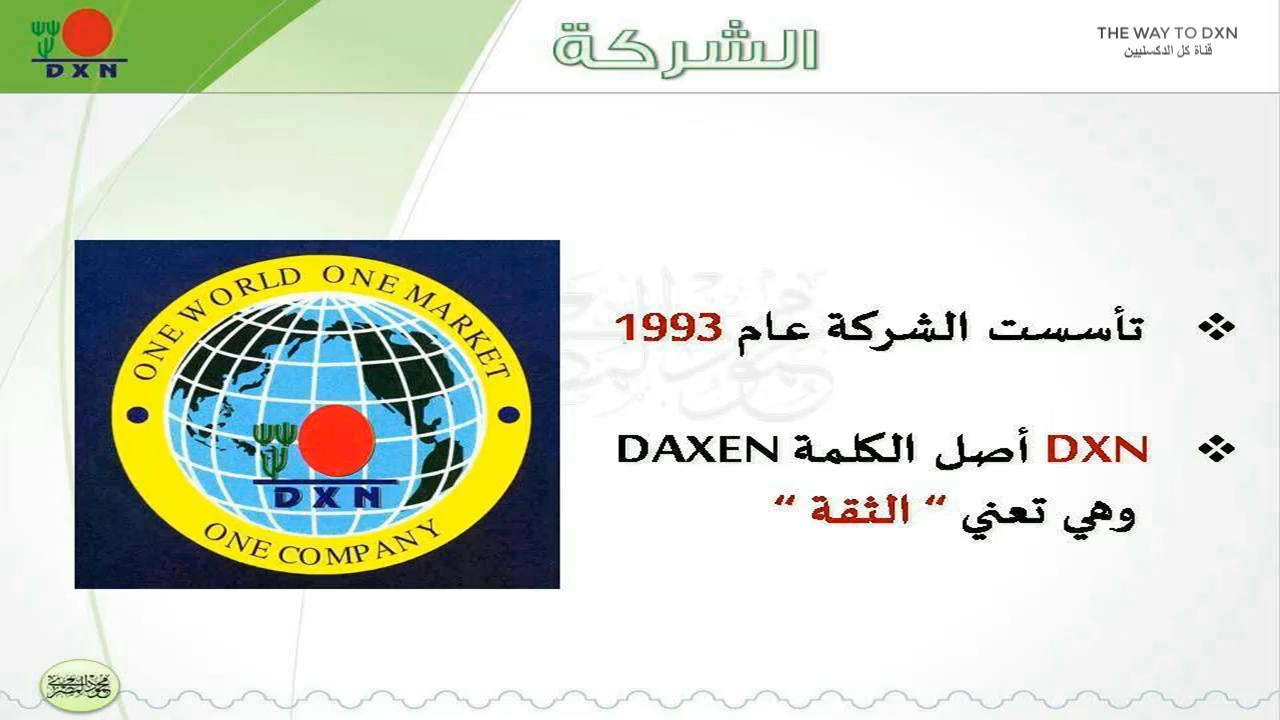 DXN
الشركة
THE WAY TO DXN
قناة كل الدكسنيين
ONE WORLD ONE MARKET
DXN
ONE COMPANY
❖ تأسست الشركة عام 1993
❖ DXN أصل الكلمة DAXEN
وهي تعني “ الثقة “